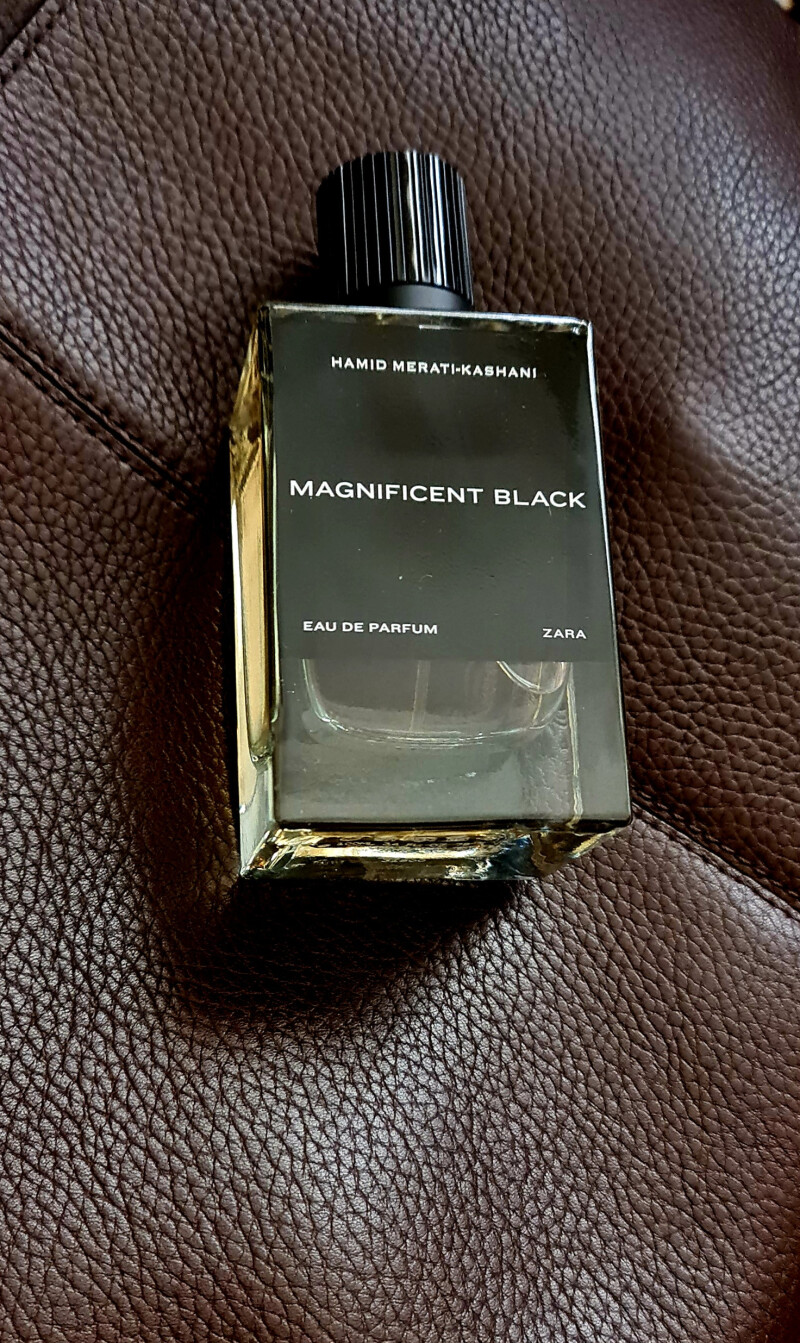 HAMID MERATI-KASHANI
MAGNIFICENT BLACK
EAU DE PARFUM ZARA